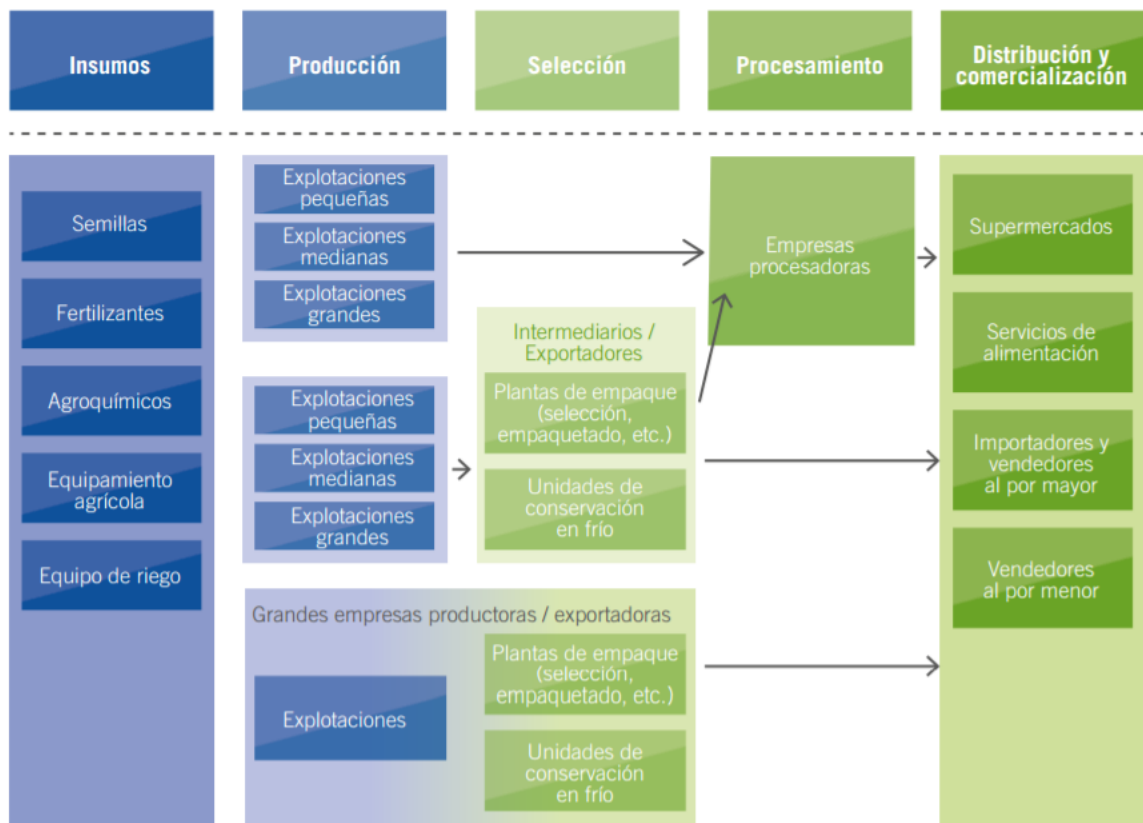 Insumos
Producción
Selección
Procesamiento
Distribución y
comercialización
Semillas
Fertilizantes
Agroquímicos
Equipamiento
agrícola
Equipo de riego
Explotaciones
pequeñas
Explotaciones
medianas
Explotaciones
grandes
Explotaciones
pequeñas
Explotaciones
medianas
Explotaciones
grandes
Intermediarios /
Exportadores
Plantas de empaque
(selección,
empaquetado, etc.)
Unidades de
conservación
en frío
Grandes empresas productoras / exportadoras
Explotaciones
Plantas de empaque
(selección,
empaquetado, etc.)
Unidades de
conservación
en frío
Empresas
procesadoras
Supermercados
Servicios de
alimentación
Importadores y
vendedores
al por mayor
Vendedores
al por menor